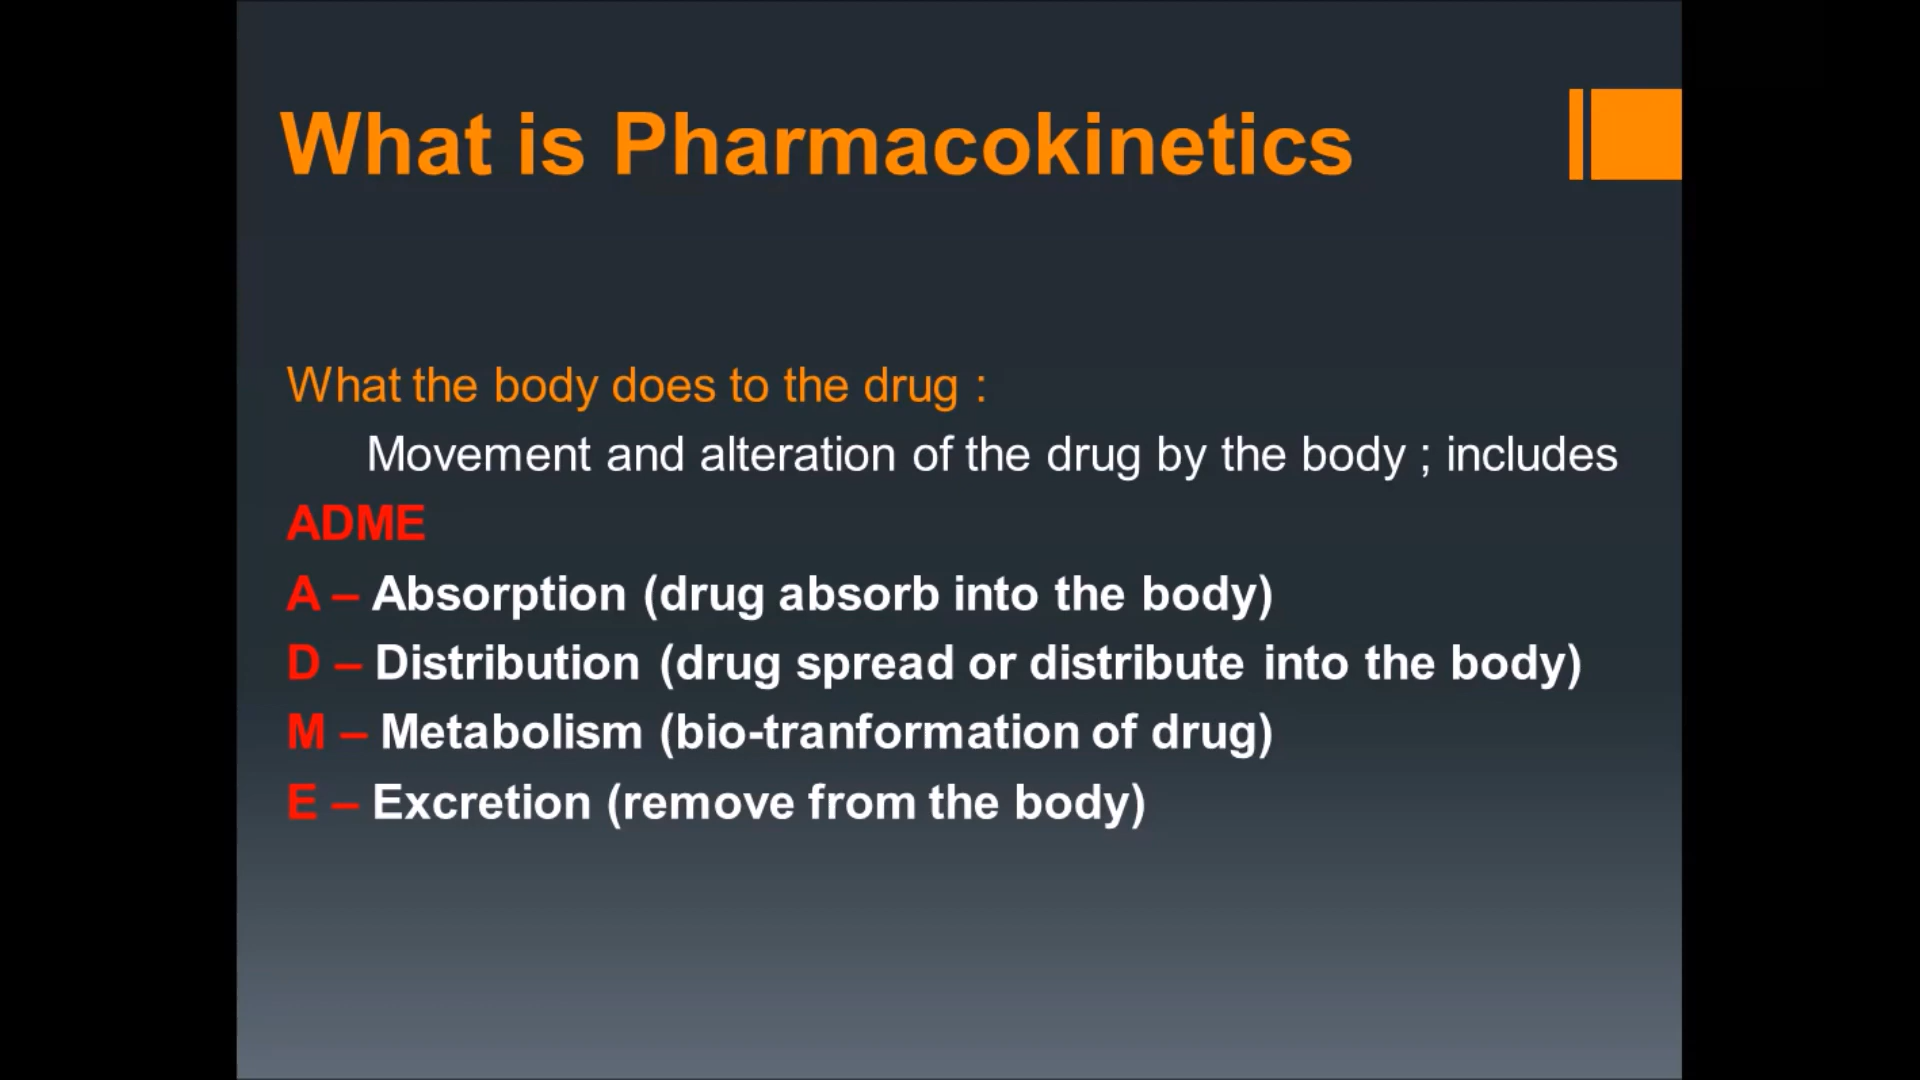 What is Pharmacokinetics
What the body does to the drug :
Movement and alteration of the drug by the body ; includes
ADME
A – Absorption (drug absorb into the body)
D – Distribution (drug spread or distribute into the body)
M – Metabolism (bio-tranformation of drug)
E – Excretion (remove from the body)